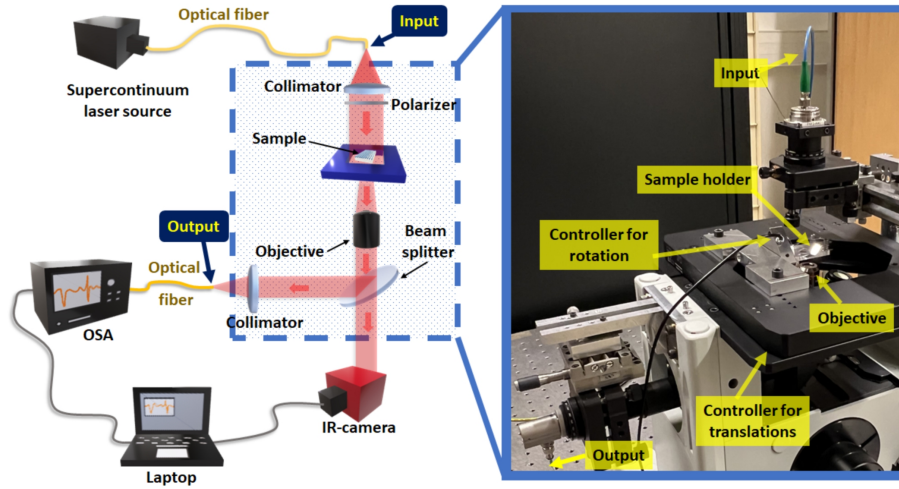 Optical fiber
Input
Supercontinuum
laser source
Collimator
Polarizer
Sample
Output
Objective
Beam
splitter
Optical
fiber
OSA
Collimator
IR-camera
Laptop
Input
Sample holder
Controller for
rotation
Objective
Controller for
translations
Output